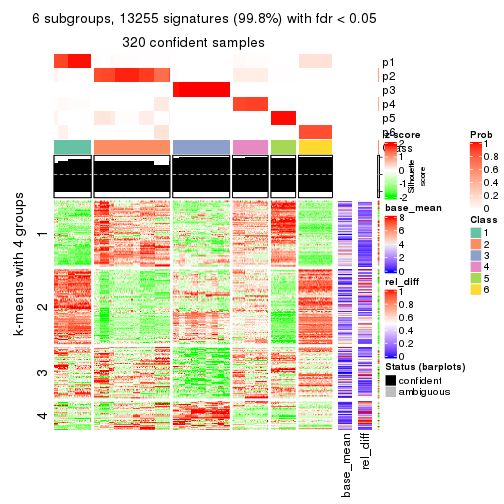 6 subgroups, 13255 signatures (99.8%) with fdr < 0.05
320 confident samples
p1
p2
p3
p4
p5
p6
Class
Silhouette
score
2
1
0
-1
-2
z score
k-means with 4 groups
1
2
3
4
base_mean
rel_diff
base_mean
8
6
4
2
0
rel_diff
1
0.8
0.6
0.4
0.2
0
Status (barplots)
confident
ambiguous
Prob
1
0.8
0.6
0.4
0.2
0
Class
1
2
3
4
5
6